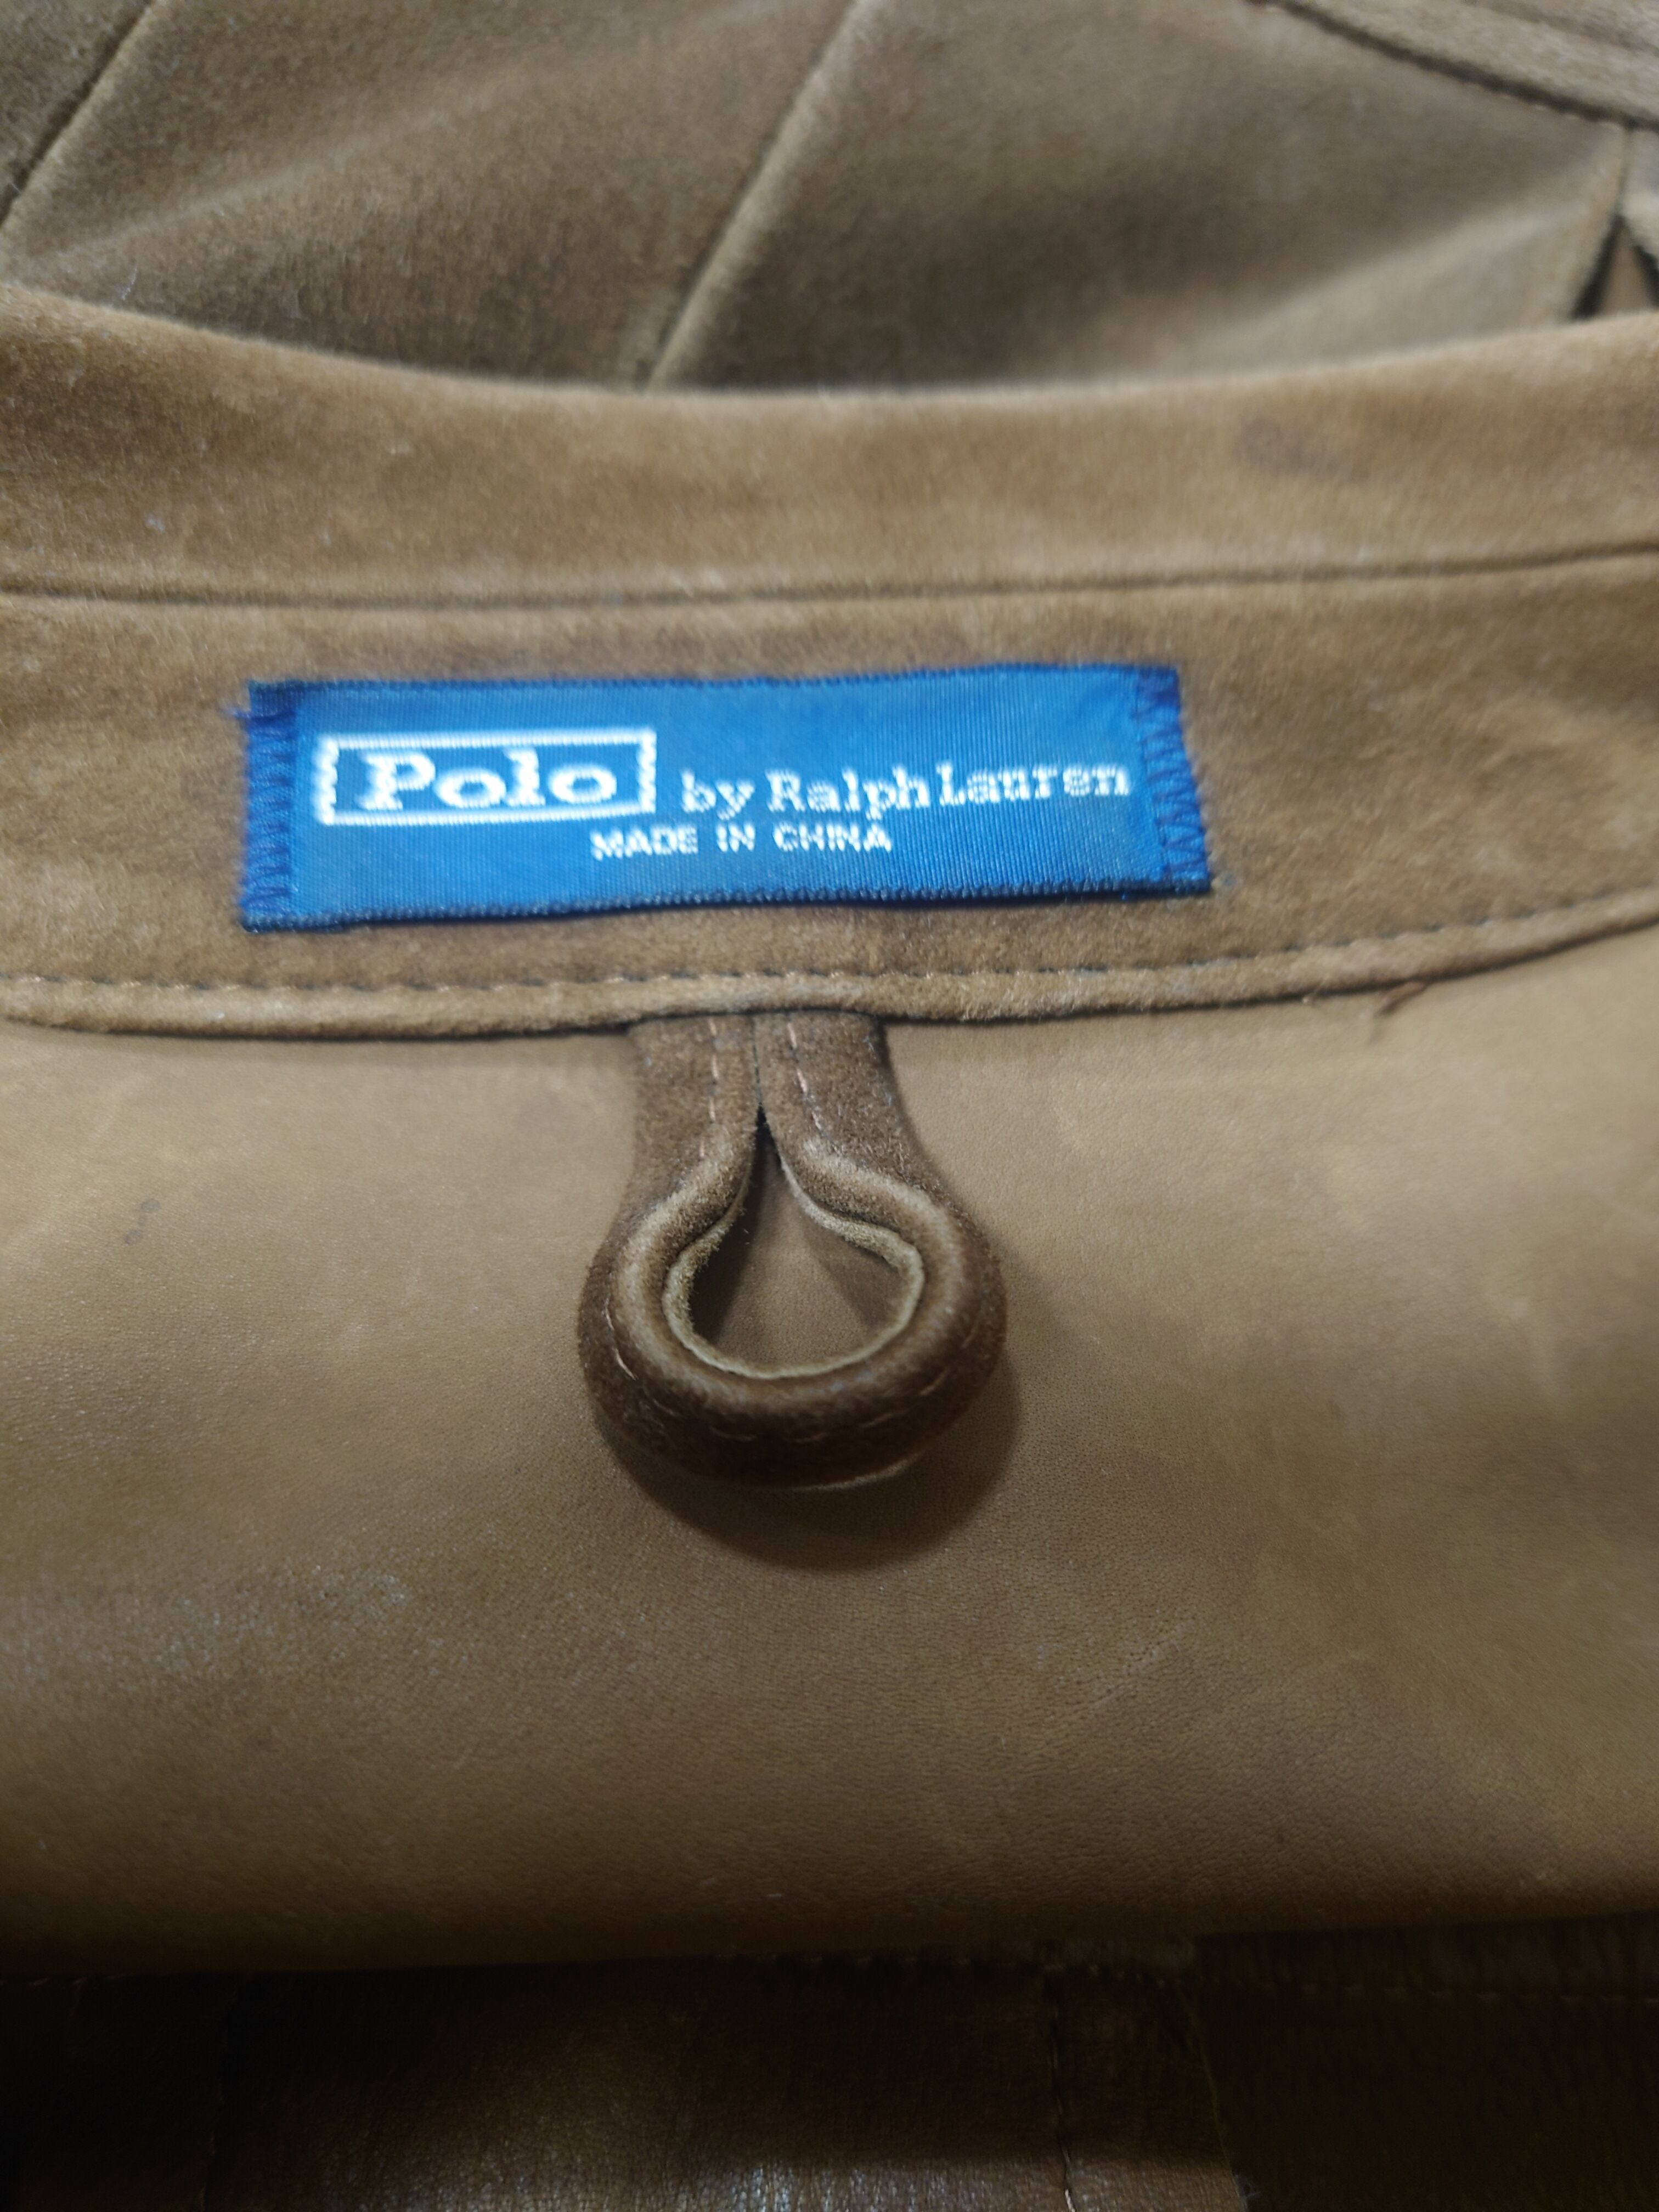 Polo by Ralph Lauren
MADE IN CHINA